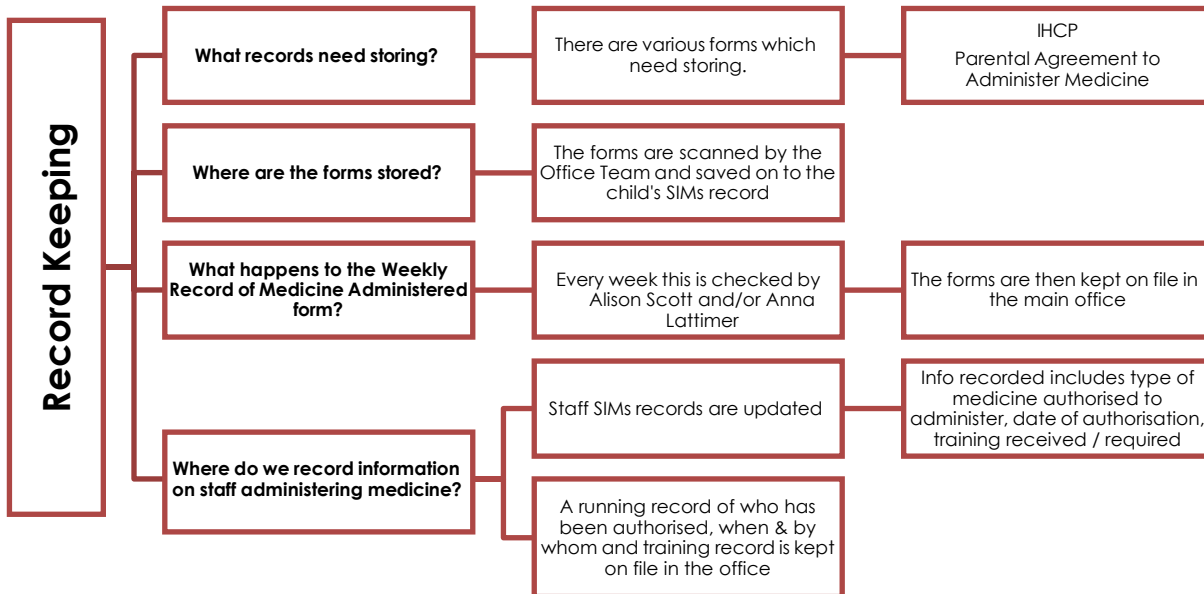 Record Keeping
What records need storing?
There are various forms which
need storing.
IHCP
Parental Agreement to
Administer Medicine
Where are the forms stored?
The forms are scanned by the
Office Team and saved on to the
child's SIMs record
What happens to the Weekly
Record of Medicine Administered
form?
Every week this is checked by
Alison Scott and/or Anna
Lattimer
The forms are then kept on file in
the main office
Where do we record information
on staff administering medicine?
Staff SIMs records are updated
Info recorded includes type of
medicine authorised to
administer, date of authorisation,
training received / required
A running record of who has
been authorised, when & by
whom and training record is kept
on file in the office